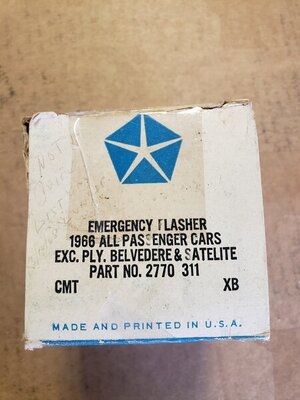 NOT
EMERGENCY FLASHER
1966 ALL PASSENGER CARS
EXC. PLY. BELVEDERE & SATELITE
PART NO. 2770 311
CMT XB
MADE AND PRINTED IN U.S.A.